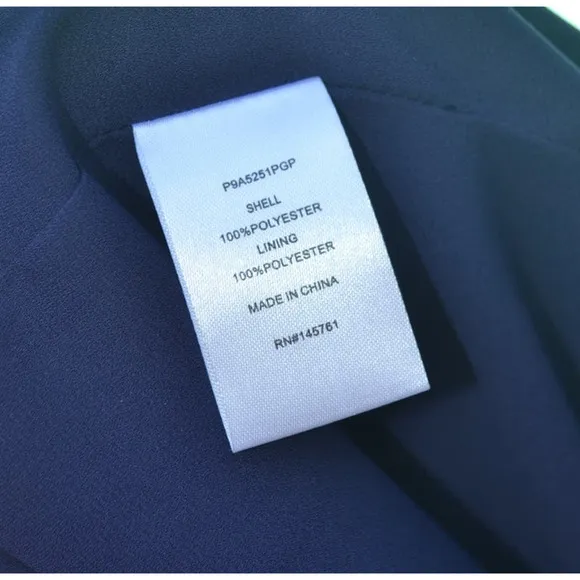 P9A5251PGP
SHELL
100%POLYESTER
LINING
100%POLYESTER
MADE IN CHINA
RN#145761